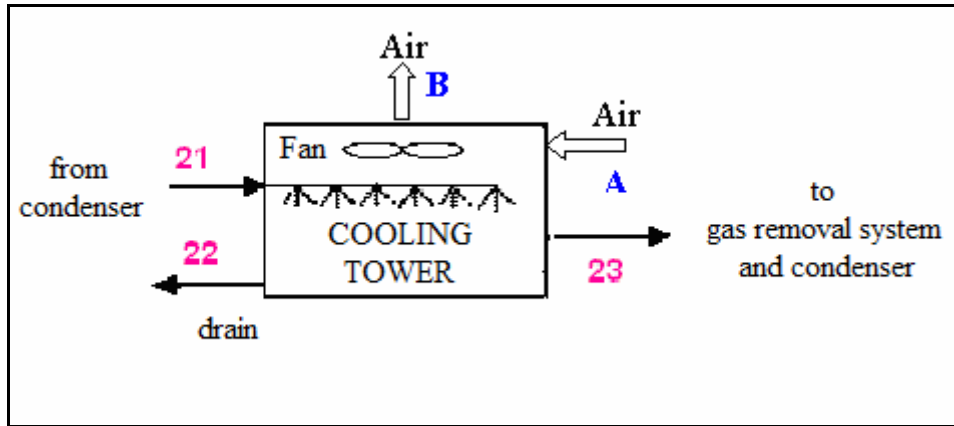 Air
B
Air
Fan
A
21
from
condenser
to
gas removal system
and condenser
COOLING
TOWER
22
23
drain